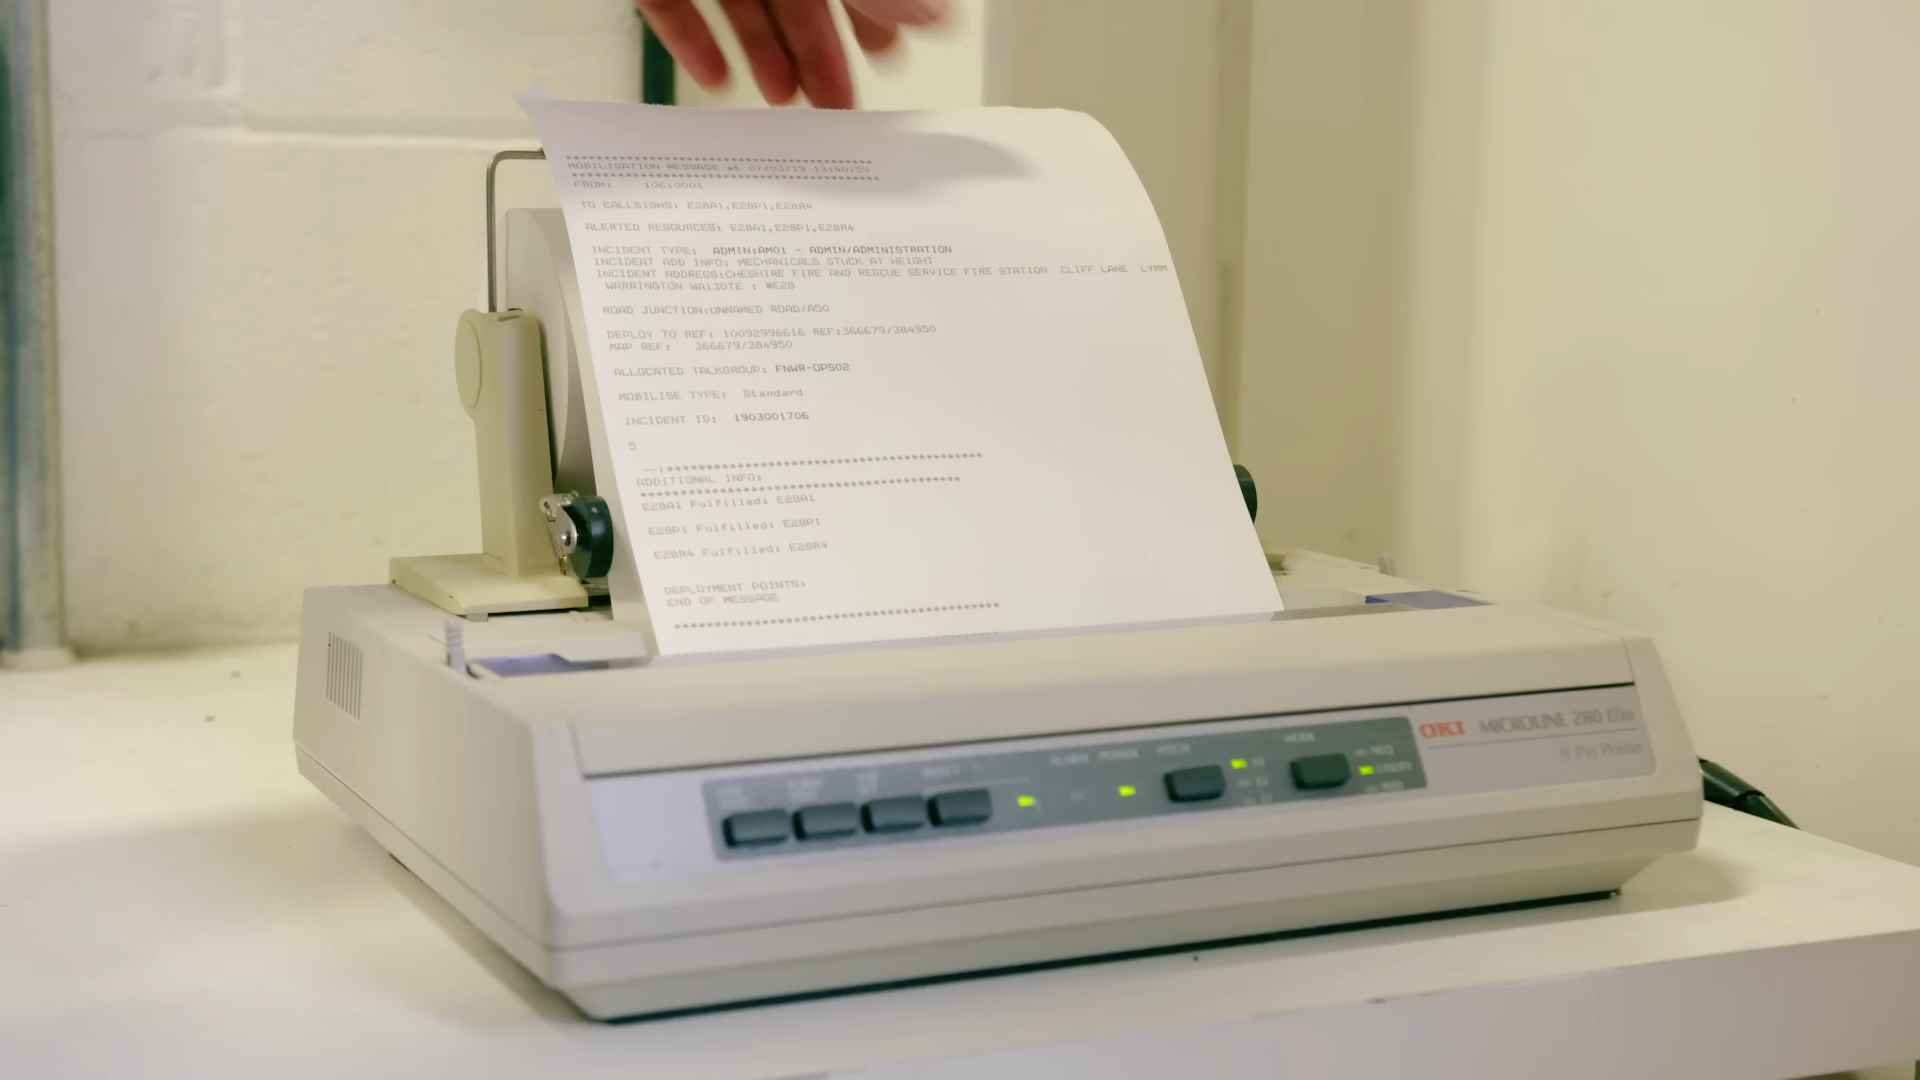 ****************************************
MOBILISATION MESSAGE at 07/03/19 13:40:59
****************************************
FROM: 106:0001
TO CALLSIGNS: E28A1,E28P1,E28R4
ALERTED RESOURCES: E28A1,E28P1,E28R4
INCIDENT TYPE: ADMIN:AM01 - ADMIN/ADMINISTRATION
INCIDENT ADD INFO: MECHANICALS STUCK AT HEIGHT
INCIDENT ADDRESS:CHESHIRE FIRE AND RESCUE SERVICE FIRE STATION CLIFF LANE LYMM
WARRINGTON WA130TE : #E28
ROAD JUNCTION:UNNAMED ROAD/A50
DEPLOY TO REF: 10092996616 REF:366679/384950
MAP REF: 366679/384950
ALLOCATED TALKGROUP: FNWR-OPS02
MOBILISE TYPE: Standard
INCIDENT ID: 1903001706
5
--)****************************************
ADDITIONAL INFO:
****************************************
E28A1 Fulfilled: E28A1
E28P1 Fulfilled: E28P1
E28R4 Fulfilled: E28R4
DEPLOYMENT POINTS:
END OF MESSAGE
****************************************
OKI MICROLINE 280 Elite
9 Pin Printer
ALARM POWER PITCH MODE
SELECT
NLQ
UTILITY